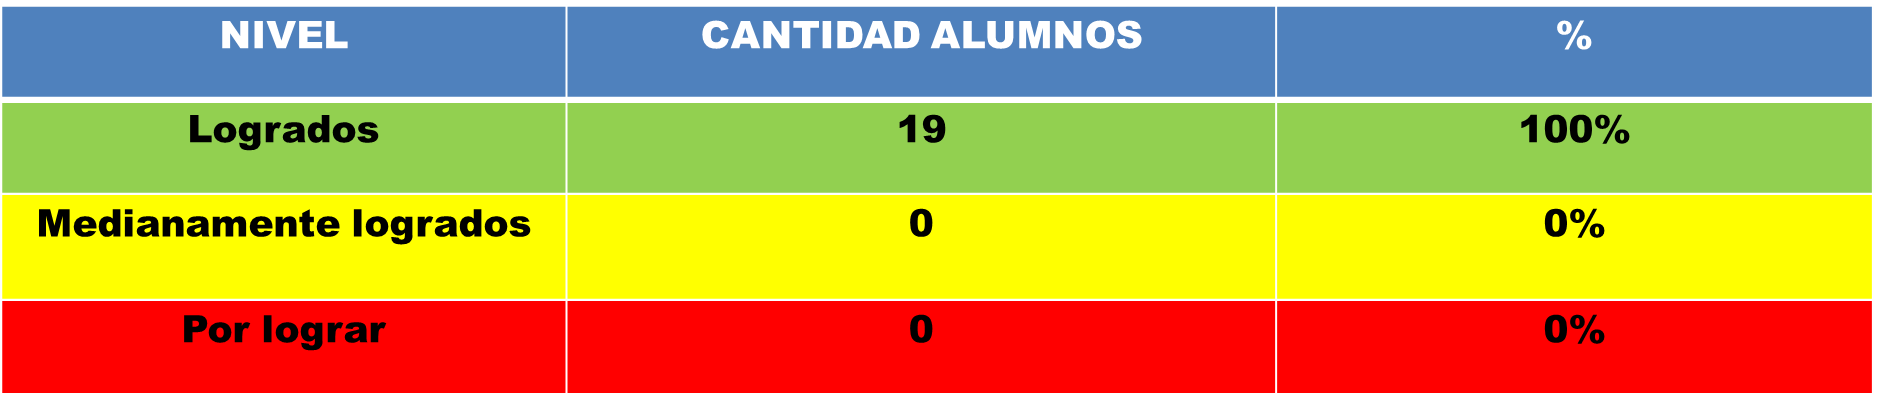 NIVEL CANTIDAD ALUMNOS %
Logrados 19 100%
Medianamente logrados 0 0%
Por lograr 0 0%